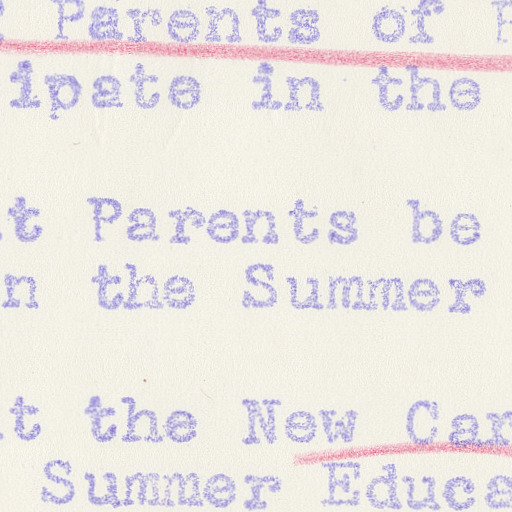 Parents of
ipate in the
t Parents be
n the Summer
t the New Car
Summer Educa